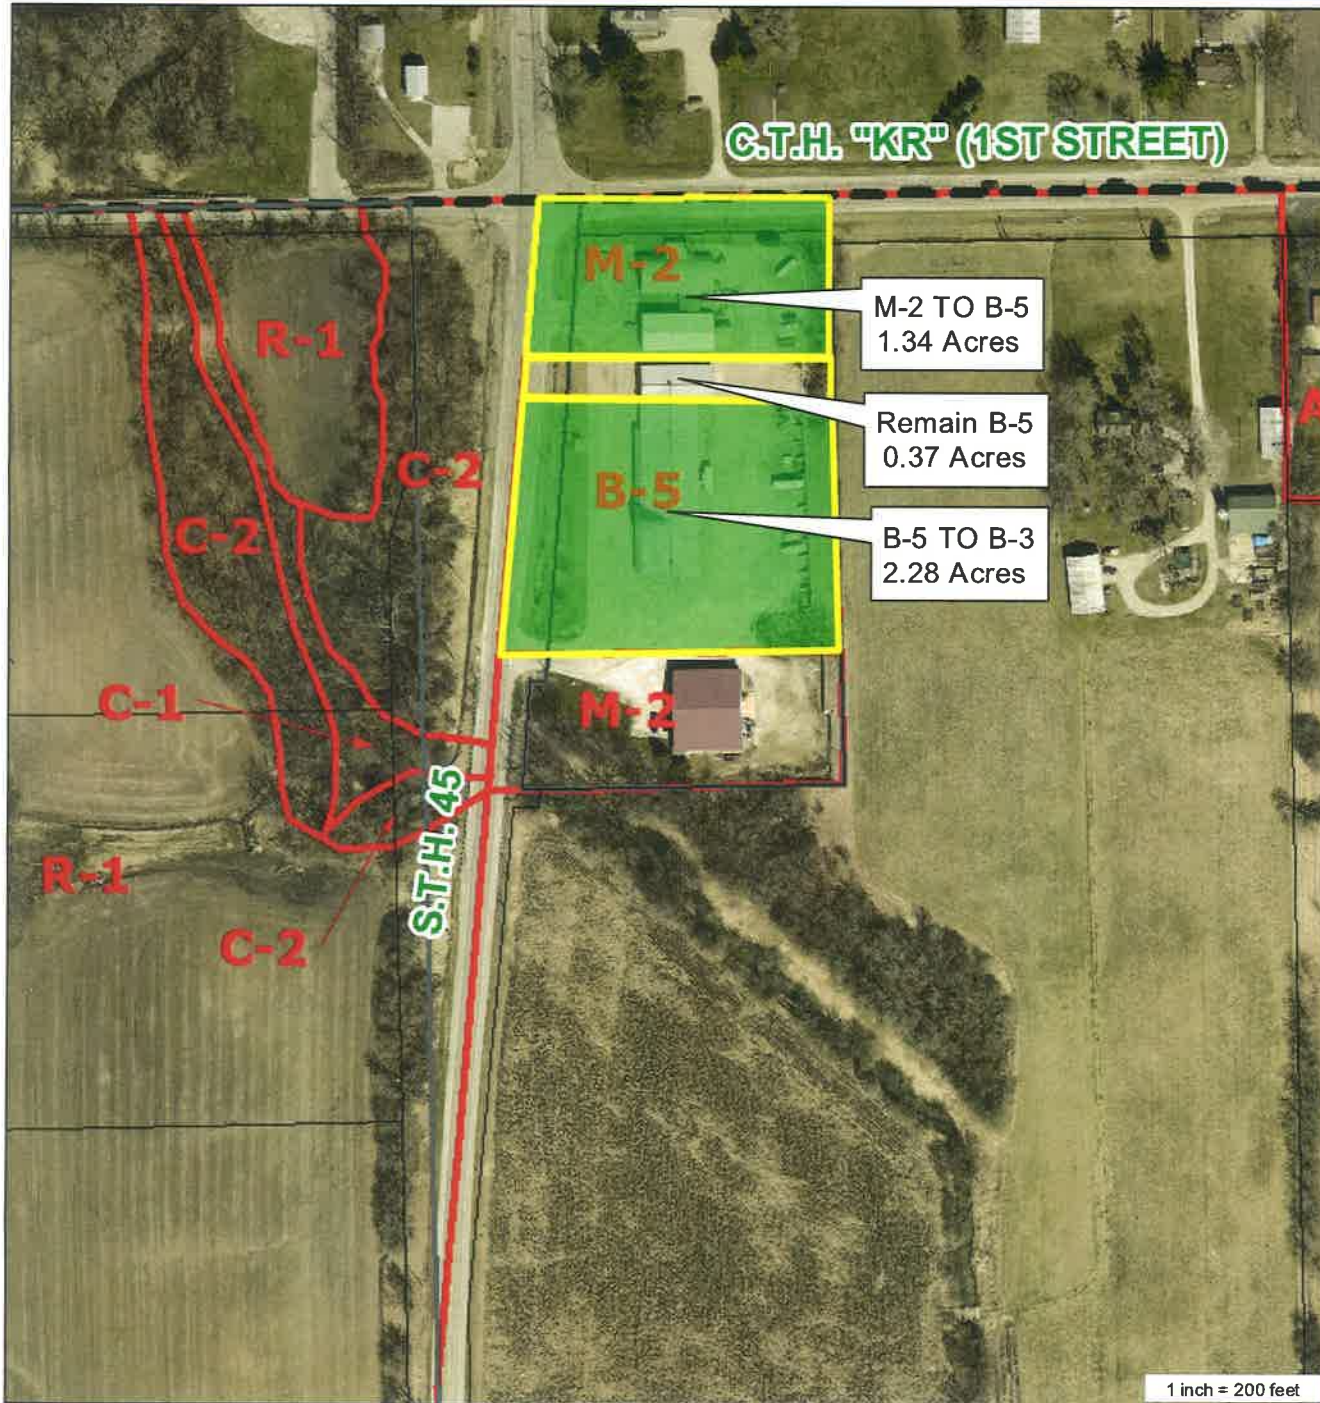 C.T.H. "KR" (1ST STREET)
M-2
M-2 TO B-5
1.34 Acres
R-1
Remain B-5
0.37 Acres
A
C-2
B-5
C-2
B-5 TO B-3
2.28 Acres
C-1
M-2
S.T.H. 45
R-1
C-2
1 inch = 200 feet